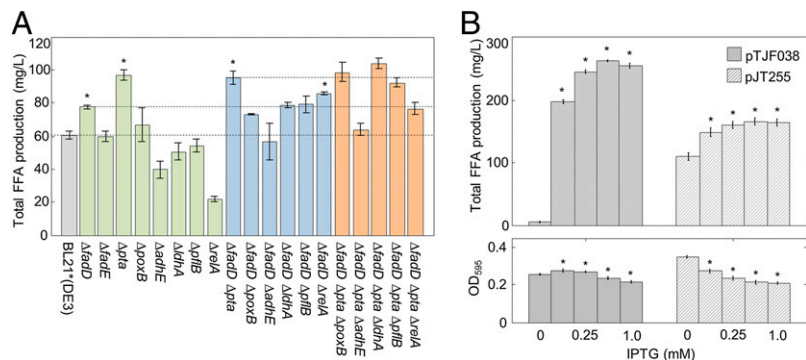 A
Total FFA production (mg/L)
120
100
80
60
40
20
0
*
*
*
*
BL21*(DE3)
ΔfadD
ΔfadE
Δpta
ΔpoxB
ΔadhE
ΔldhA
ΔpflB
ΔrelA
ΔfadD Δpta
ΔfadD ΔpoxB
ΔfadD ΔadhE
ΔfadD ΔldhA
ΔfadD ΔpflB
ΔfadD ΔrelA
ΔfadD Δpta ΔpoxB
ΔfadD Δpta ΔadhE
ΔfadD Δpta ΔldhA
ΔfadD Δpta ΔpflB
ΔfadD Δpta ΔrelA
B
Total FFA production (mg/L)
300
200
100
0
* * * *
* * * *
pTJF038
pJT255
OD595
0.4
0.2
0
* * * *
* * * *
0 0.25 1.0 0 0.25 1.0
IPTG (mM)